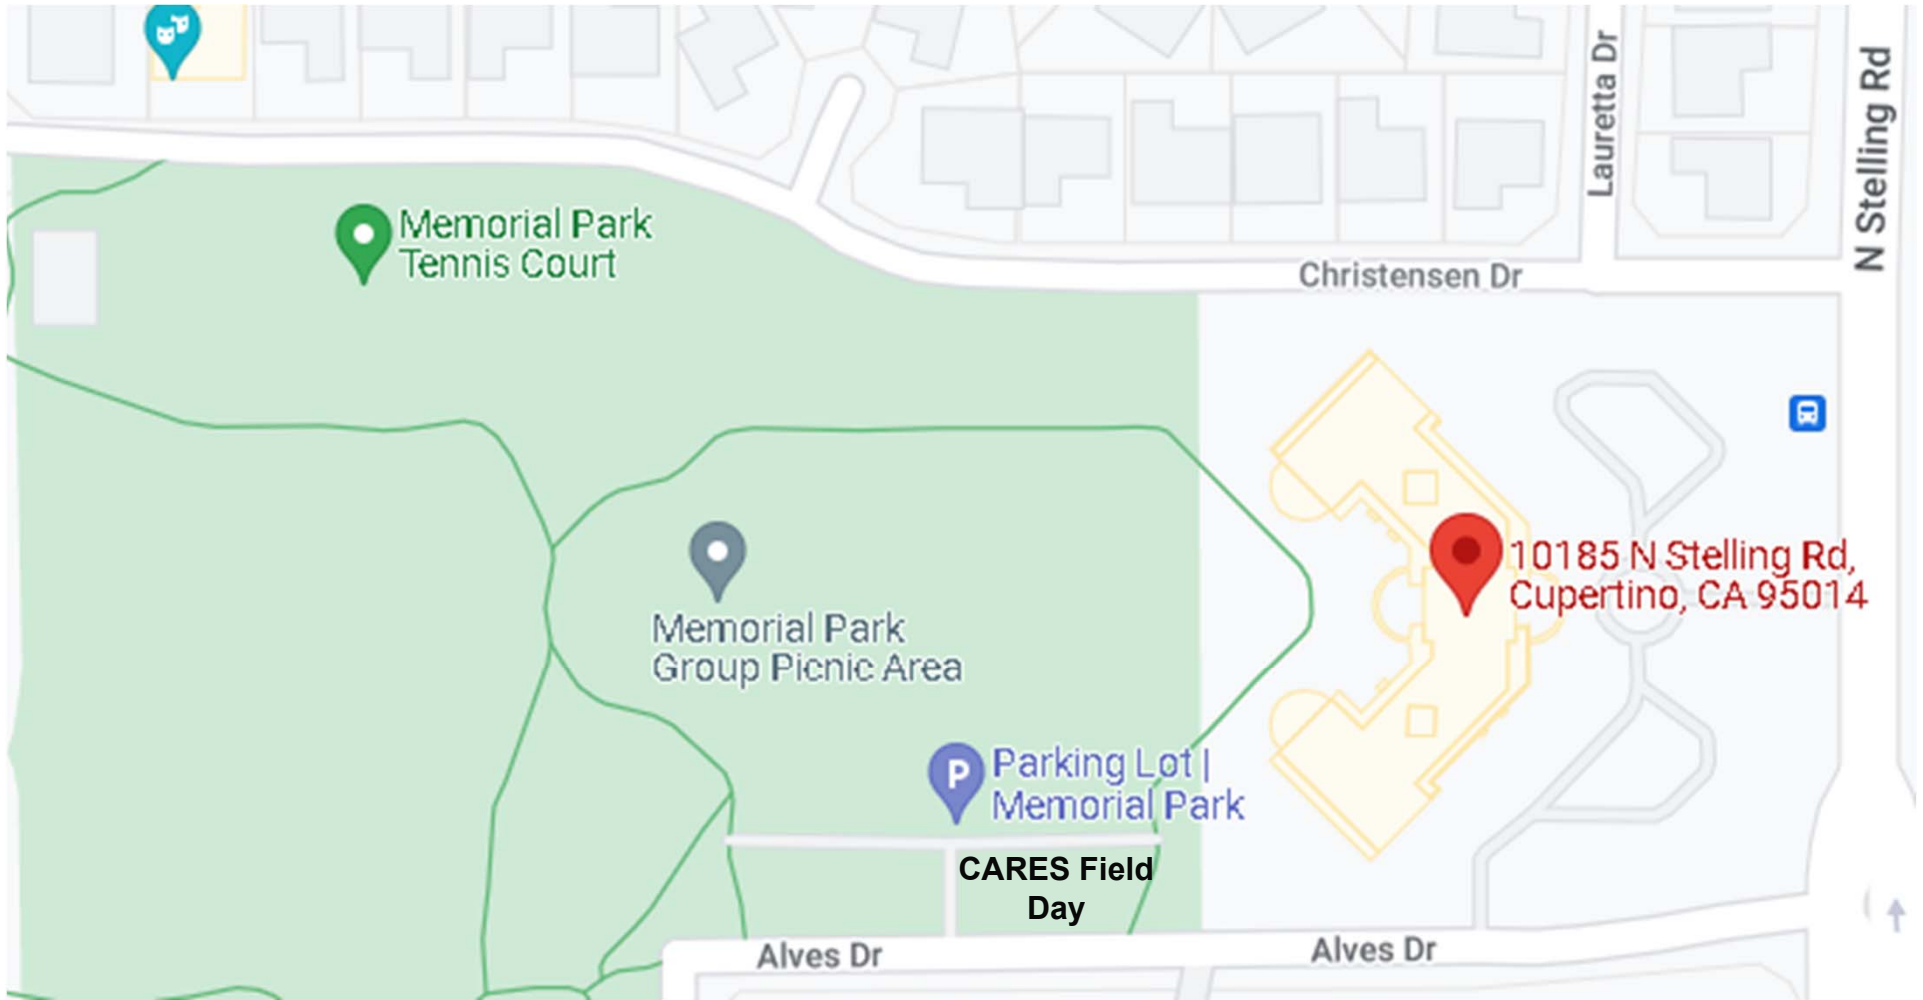 Lauretta Dr
N Stelling Rd
Memorial Park
Tennis Court
Christensen Dr
10185 N Stelling Rd,
Cupertino, CA 95014
Memorial Park
Group Picnic Area
P
Parking Lot |
Memorial Park
CARES Field
Day
Alves Dr
Alves Dr